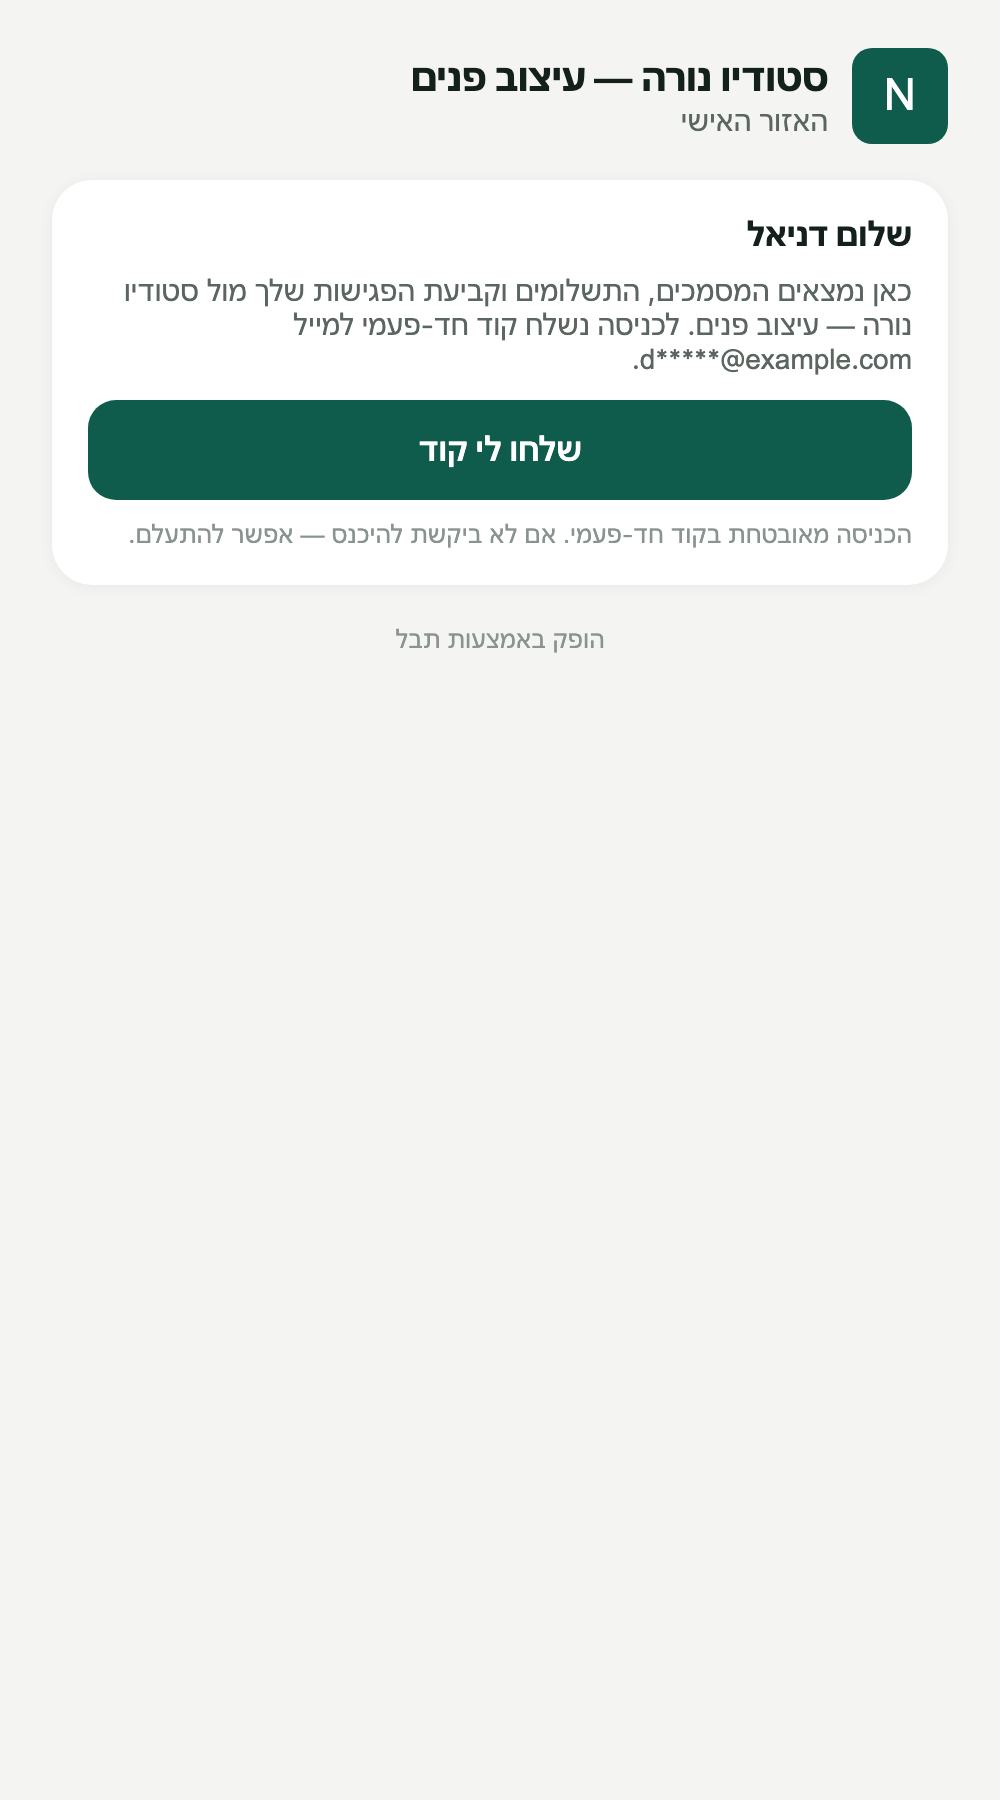 N
סטודיו נורה — עיצוב פנים
האזור האישי
שלום דניאל
כאן נמצאים המסמכים, התשלומים וקביעת הפגישות שלך מול סטודיו
נורה — עיצוב פנים. לכניסה נשלח קוד חד-פעמי למייל
d*****@example.com.
שלחו לי קוד
הכניסה מאובטחת בקוד חד-פעמי. אם לא ביקשת להיכנס — אפשר להתעלם.
הופק באמצעות תבל